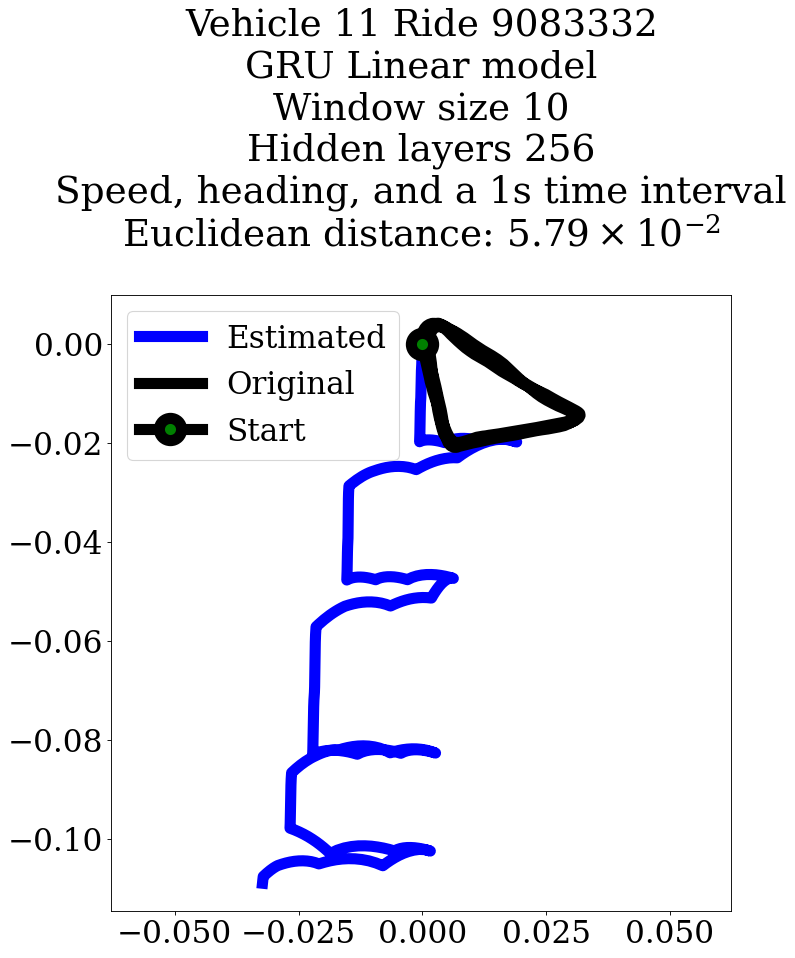 Vehicle 11 Ride 9083332
GRU Linear model
Window size 10
Hidden layers 256
Speed, heading, and a 1s time interval
Euclidean distance: 5.79 × 10⁻²
Estimated
Original
Start
0.00
−0.02
−0.04
−0.06
−0.08
−0.10
−0.050 −0.025 0.000 0.025 0.050